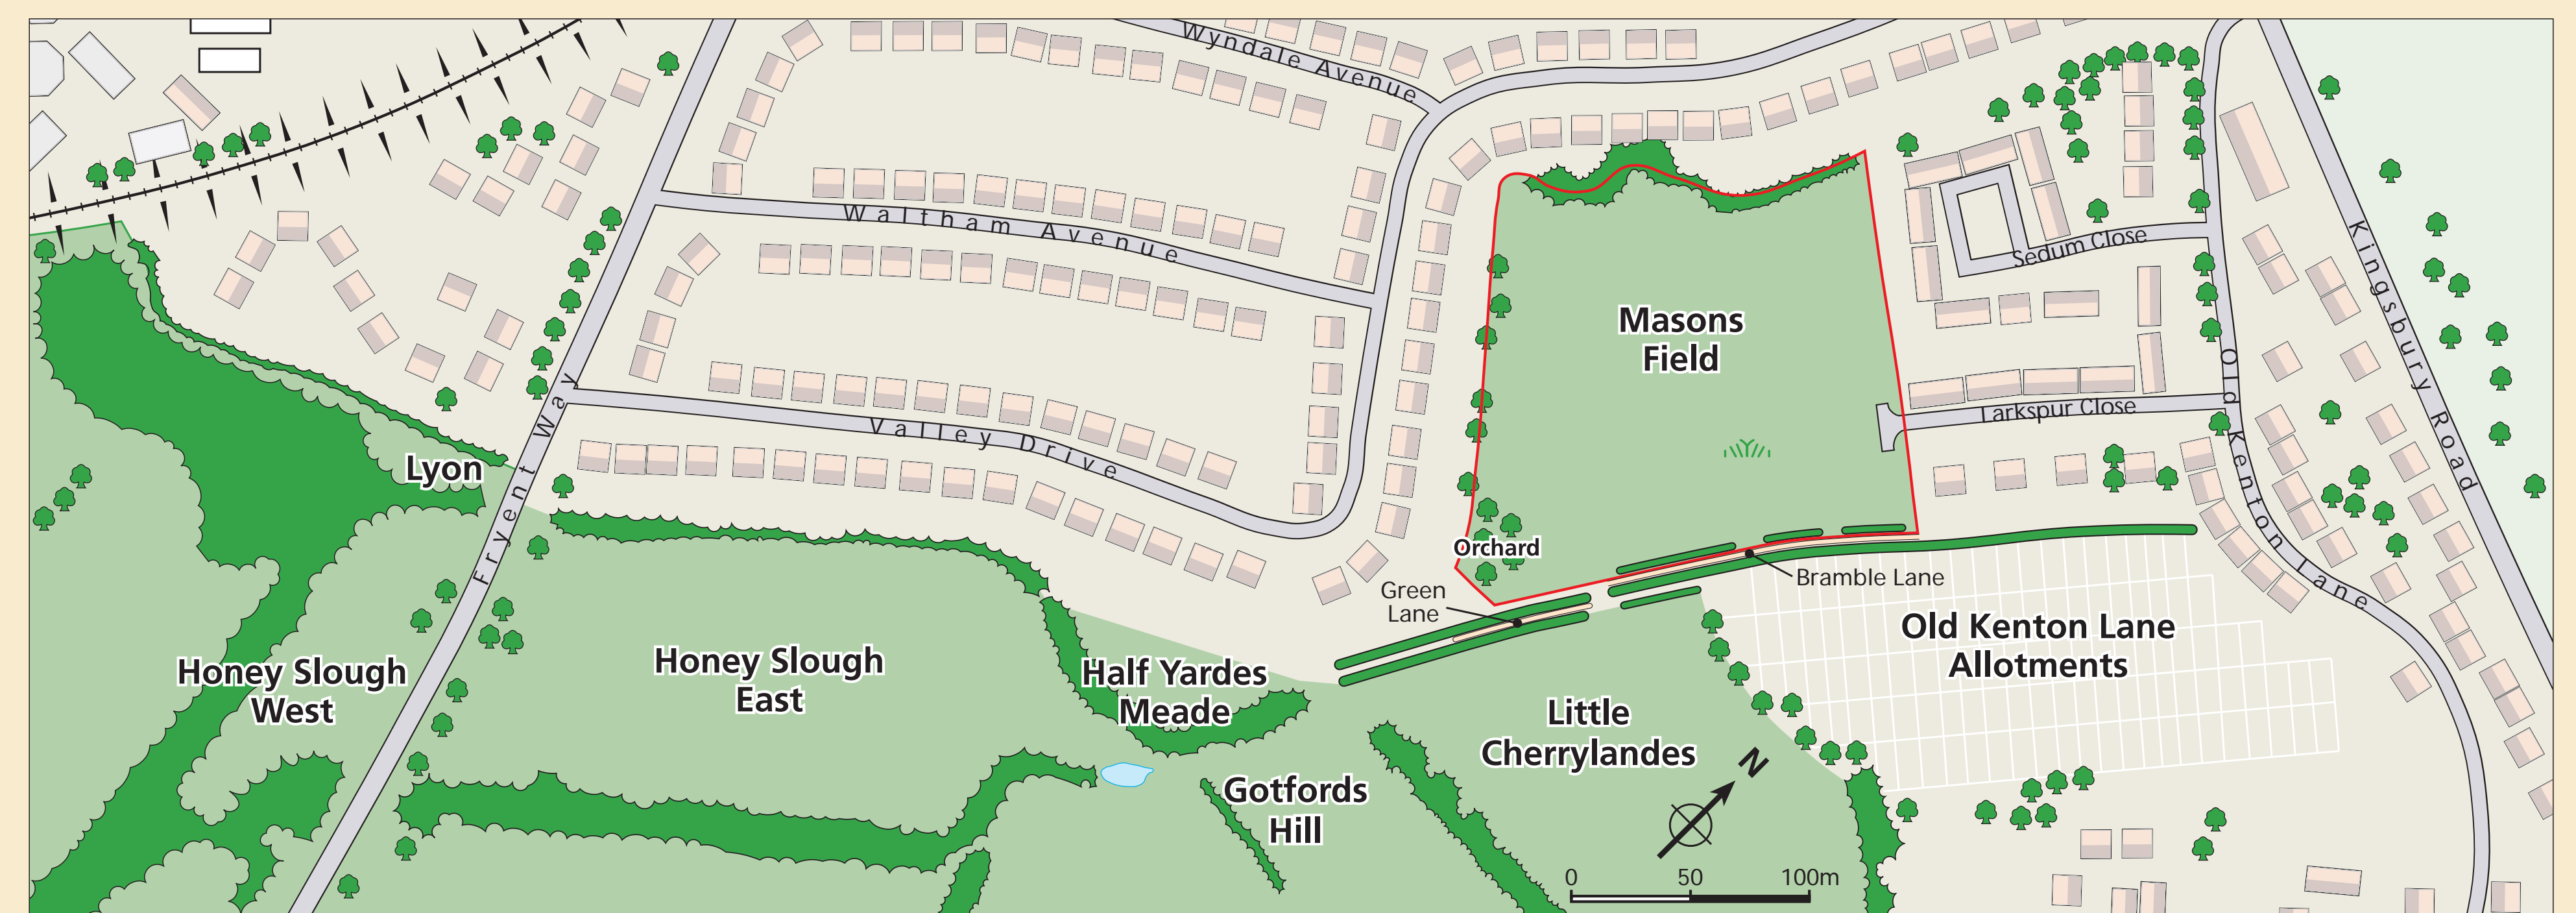 Wyndale Avenue
Waltham Avenue
Kingsbury Road
Sedum Close
Masons
Field
Old Kenton Lane
Larkspur Close
Valley Drive
Fryent Way
Lyon
Orchard
Green
Lane
Bramble Lane
Old Kenton Lane
Allotments
Honey Slough
West
Honey Slough
East
Half Yardes
Meade
Little
Cherrylandes
Gotfords
Hill
N
0 50 100m